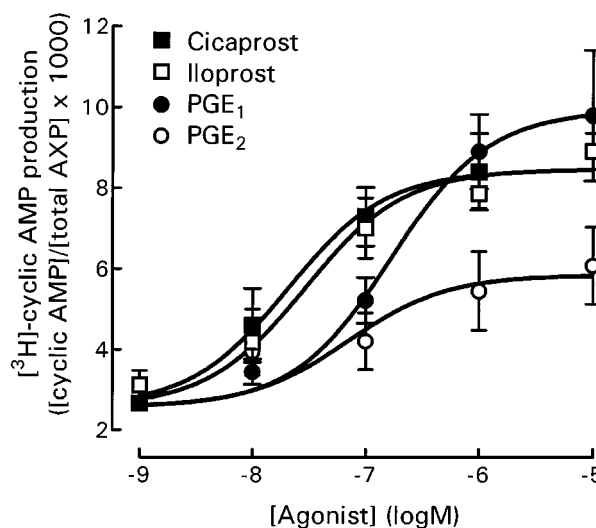 12
10
8
6
4
2
[³H]-cyclic AMP production
([cyclic AMP]/[total AXP] x 1000)
Cicaprost
Iloprost
PGE₁
PGE₂
-9 -8 -7 -6 -5
[Agonist] (logM)